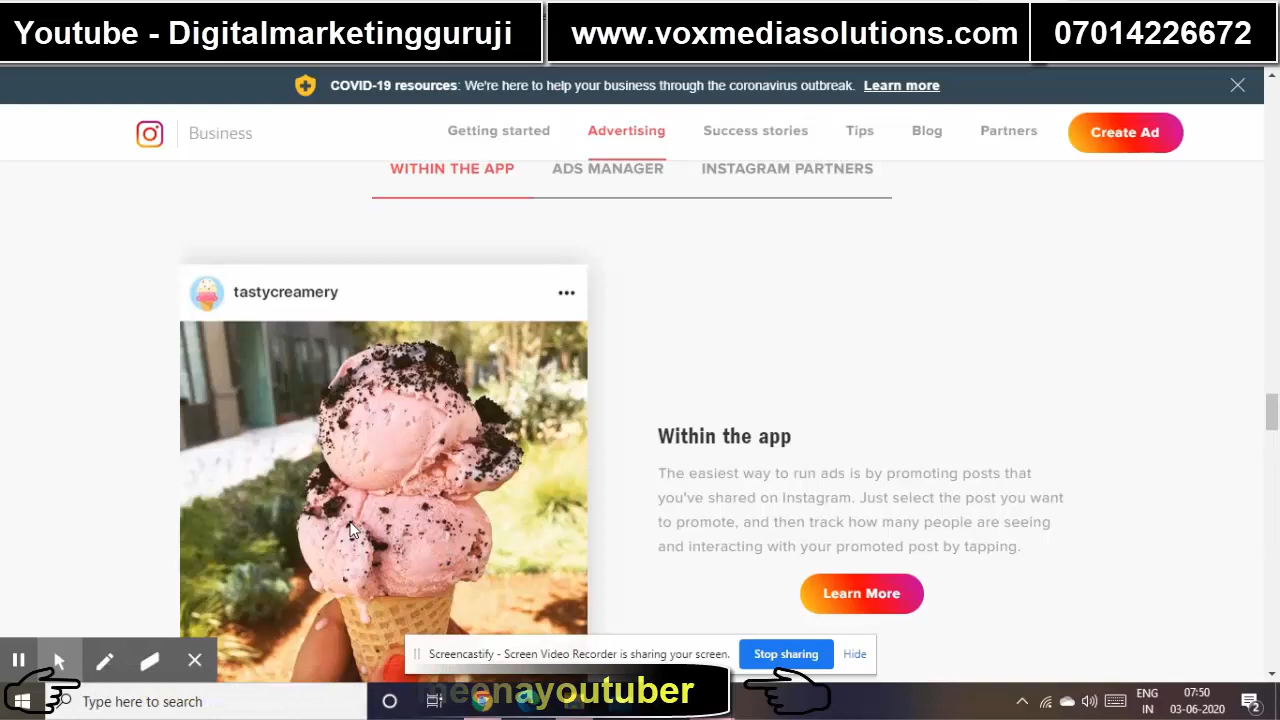 Youtube - Digitalmarketingguruji
www.voxmediasolutions.com
07014226672
COVID-19 resources: We're here to help your business through the coronavirus outbreak. Learn more
Business
Getting started
Advertising
Success stories
Tips
Blog
Partners
Create Ad
WITHIN THE APP
ADS MANAGER
INSTAGRAM PARTNERS
tastycreamery
Within the app
The easiest way to run ads is by promoting posts that
you've shared on Instagram. Just select the post you want
to promote, and then track how many people are seeing
and interacting with your promoted post by tapping.
Learn More
Screencastify - Screen Video Recorder is sharing your screen.
Stop sharing
Hide
neenayoutuber
Type here to search
ENG
IN
07:50
03-06-2020
2